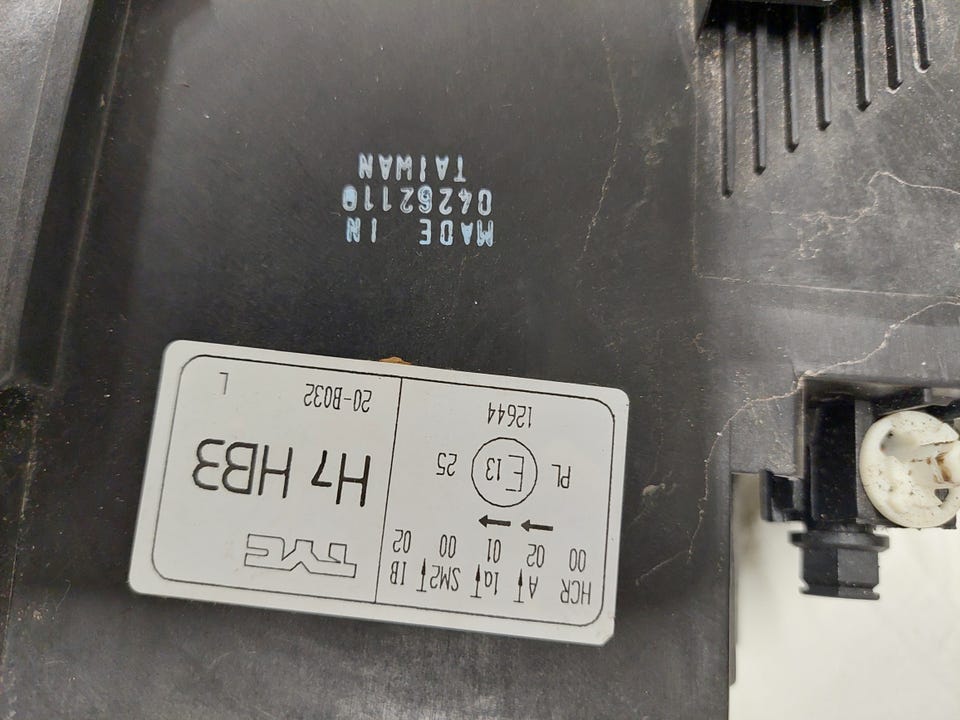 MADE IN
04262110
TAIWAN
HCR A 1a SM2 IB
00 02 01 00 02
→ →
PL E13 25
12644
TYC
H7 HB3
20-B032 L